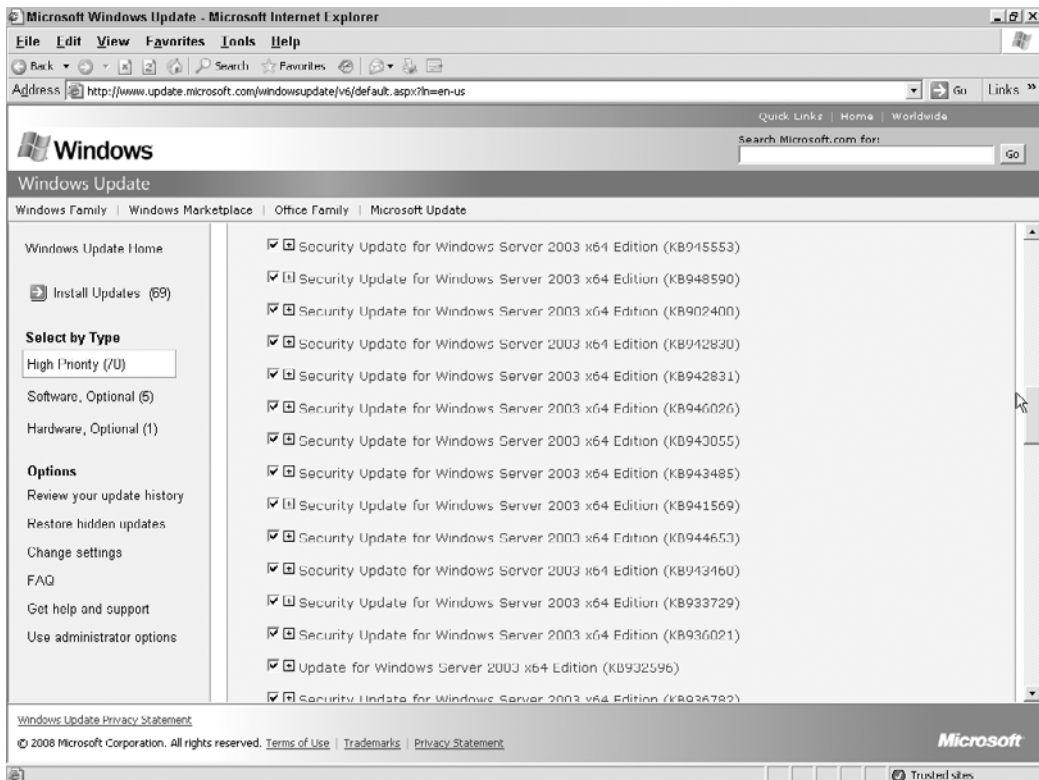 Microsoft Windows Update - Microsoft Internet Explorer
File Edit View Favorites Tools Help
Back Search Favorites
Address http://www.update.microsoft.com/windowsupdate/v6/default.aspx?ln=en-us Go Links »
Quick Links | Home | Worldwide
Search Microsoft.com for:
Windows Go
Windows Update
Windows Family | Windows Marketplace | Office Family | Microsoft Update
Windows Update Home
Install Updates (69)
Select by Type
High Priority (70)
Software, Optional (5)
Hardware, Optional (1)
Options
Review your update history
Restore hidden updates
Change settings
FAQ
Get help and support
Use administrator options
Security Update for Windows Server 2003 x64 Edition (KB945553)
Security Update for Windows Server 2003 x64 Edition (KB948590)
Security Update for Windows Server 2003 x64 Edition (KB902400)
Security Update for Windows Server 2003 x64 Edition (KB942830)
Security Update for Windows Server 2003 x64 Edition (KB942831)
Security Update for Windows Server 2003 x64 Edition (KB946026)
Security Update for Windows Server 2003 x64 Edition (KB943055)
Security Update for Windows Server 2003 x64 Edition (KB943485)
Security Update for Windows Server 2003 x64 Edition (KB941569)
Security Update for Windows Server 2003 x64 Edition (KB944653)
Security Update for Windows Server 2003 x64 Edition (KB943460)
Security Update for Windows Server 2003 x64 Edition (KB933729)
Security Update for Windows Server 2003 x64 Edition (KB936021)
Update for Windows Server 2003 x64 Edition (KB932596)
Security Update for Windows Server 2003 x64 Edition (KB936782)
Windows Update Privacy Statement
© 2008 Microsoft Corporation. All rights reserved. Terms of Use | Trademarks | Privacy Statement
Microsoft
Trusted sites